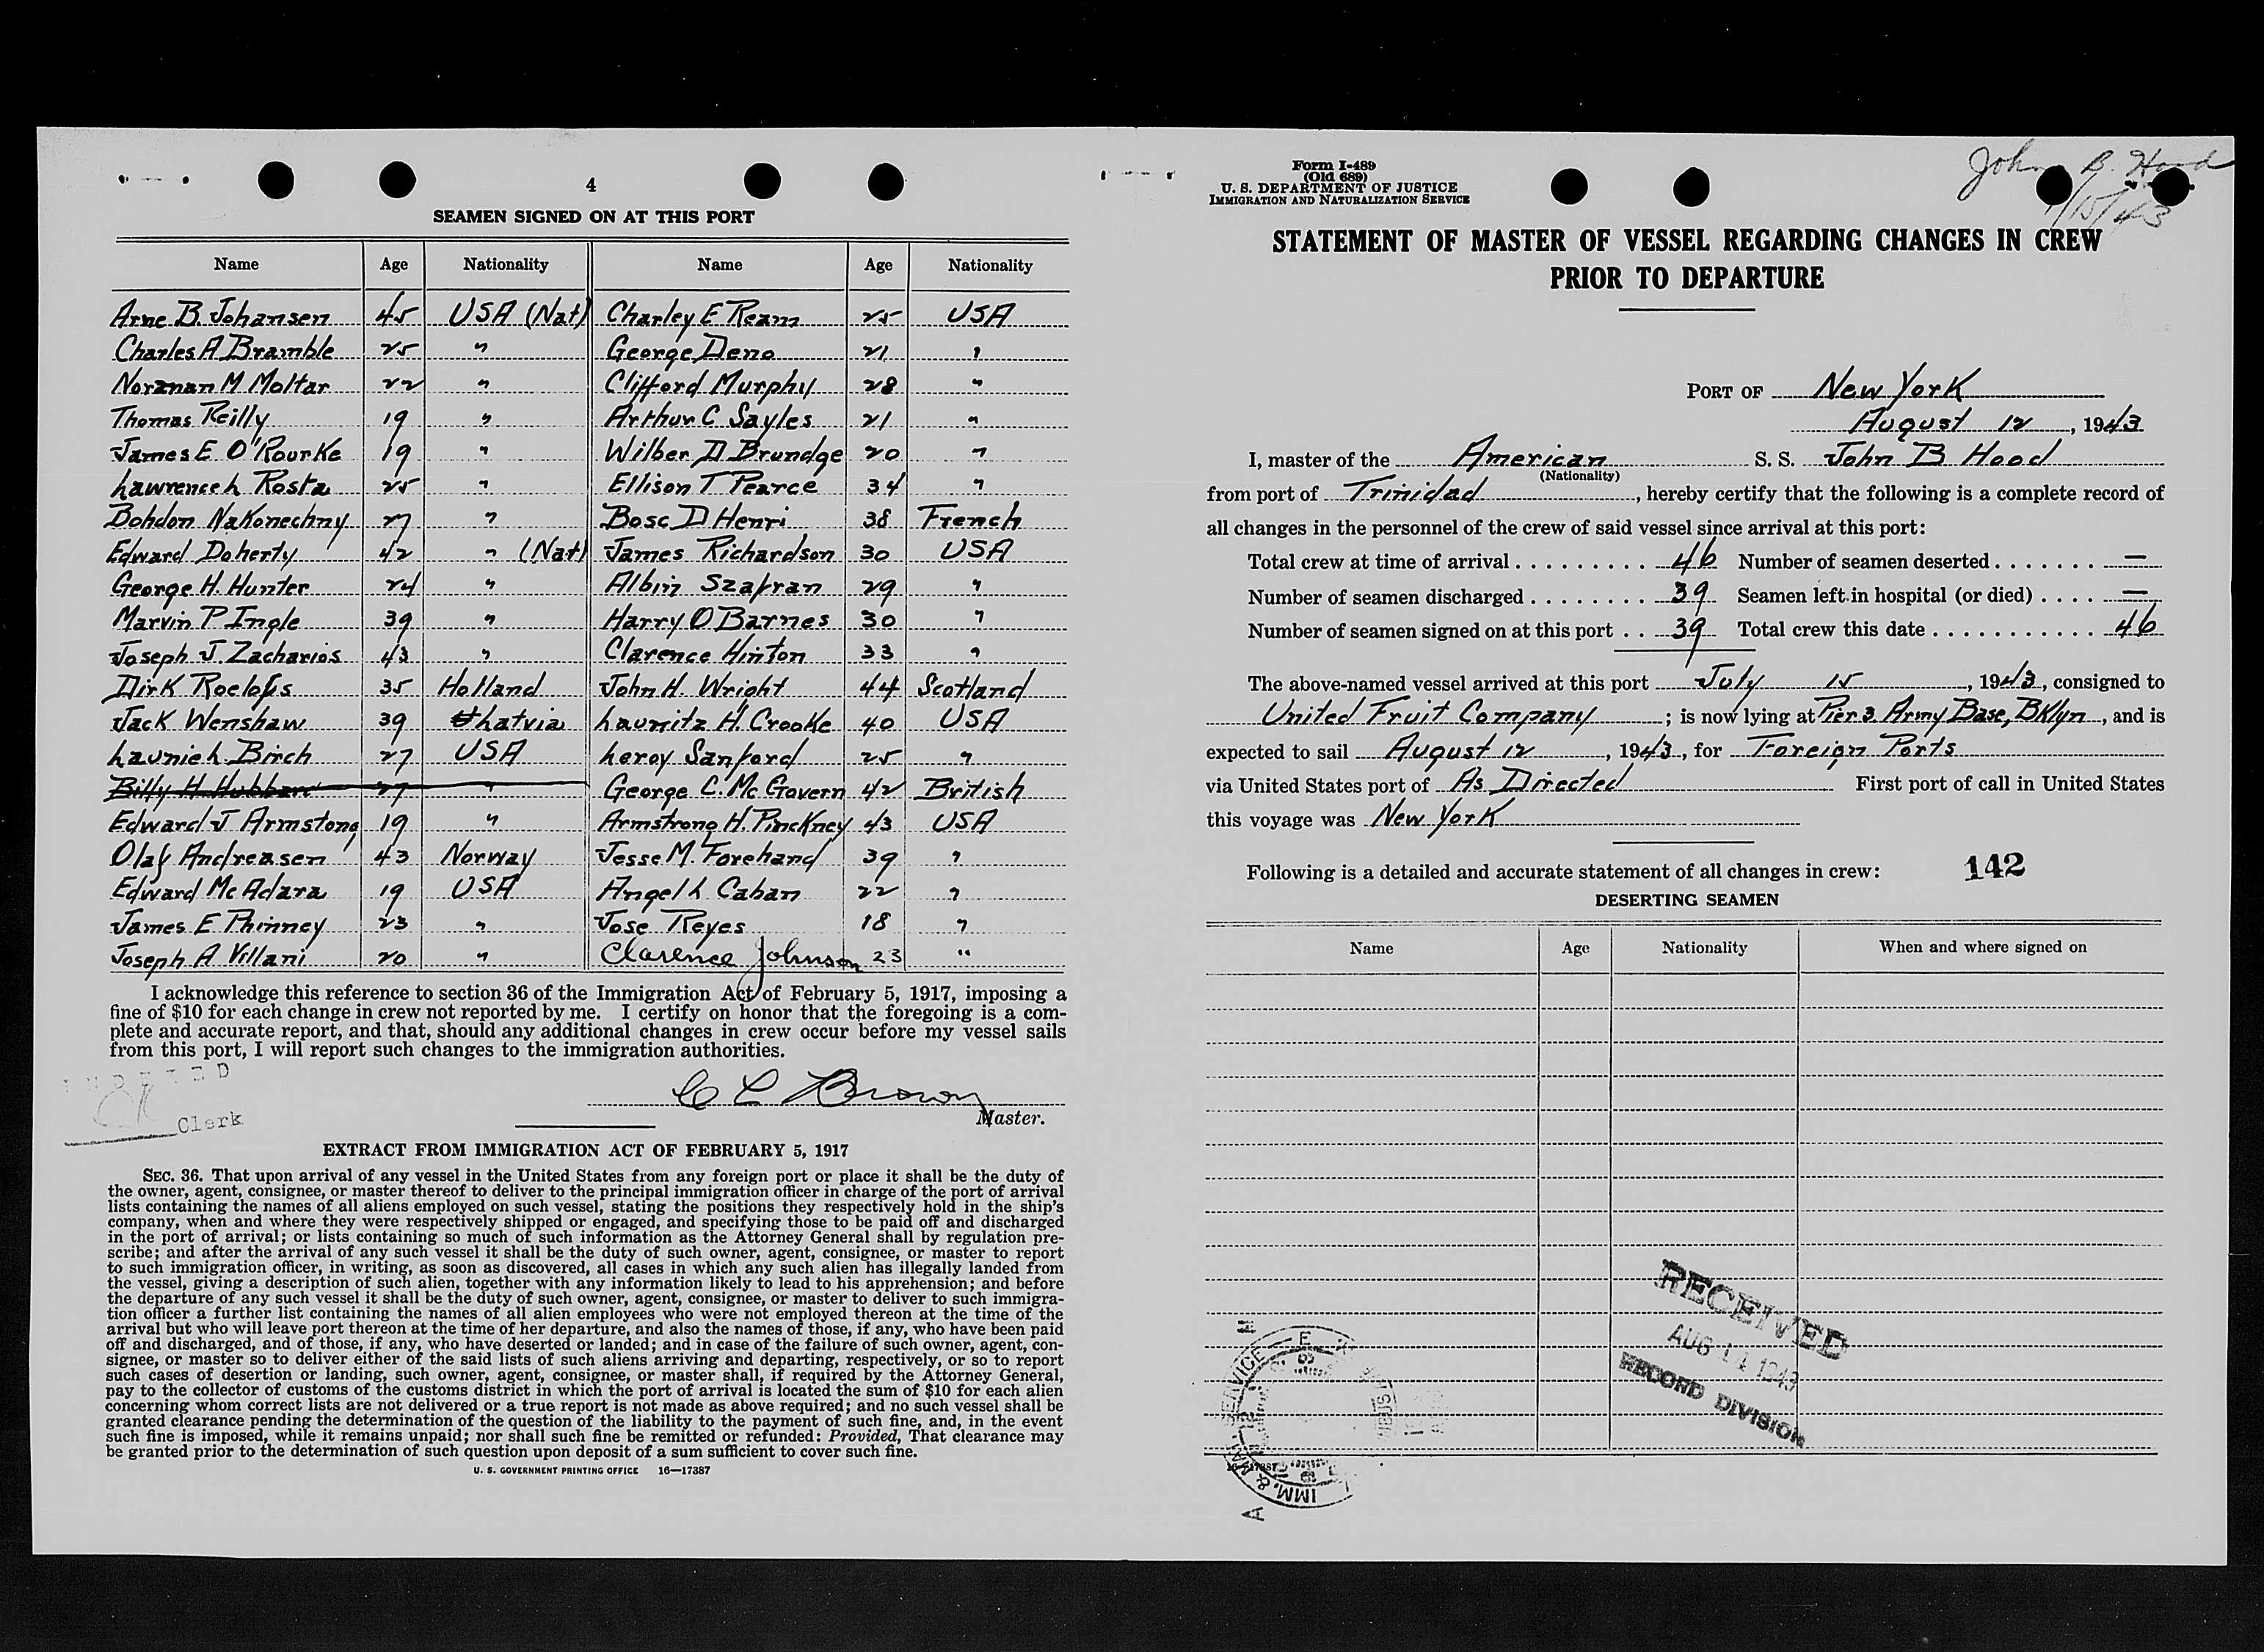 4
SEAMEN SIGNED ON AT THIS PORT
Name Age Nationality Name Age Nationality
Arne B. Johansen 45 USA (Nat) Charley E Ream 25 USA
Charles A Bramble 25 " George Deno 21 "
Norman M Moltar 22 " Clifford Murphy 28 "
Thomas Reilly 19 " Arthur C Sayles 21 "
James E O'Rourke 19 " Wilber D Brundge 20 "
Lawrence L Rosta 25 " Ellison T Pearce 34 "
Bohdon Nakonechny 27 " Bosc D Henri 38 French
Edward Doherty 42 " (Nat) James Richardson 30 USA
George H. Hunter 24 " Albin Szafran 29 "
Marvin P Ingle 39 " Harry O Barnes 30 "
Joseph J. Zacharios 43 " Clarence Hinton 33 "
Dirk Roelofs 35 Holland John H. Wright 44 Scotland
Jack Wenshaw 39 Latvia Lauritz H. Crooke 40 USA
Launie L. Birch 27 USA Leroy Sanford 25 "
Billy H Hubbard 27 " George C. McGovern 42 British
Edward J Armstong 19 " Armstrong H. Pinckney 43 USA
Olaf Andreasen 43 Norway Jesse M. Forehand 39 "
Edward McAdara 19 USA Angel L Caban 22 "
James E Phinney 23 " Jose Reyes 18 "
Joseph A Villani 20 " Clarence Johnson 23 "
I acknowledge this reference to section 36 of the Immigration Act of February 5, 1917, imposing a
fine of $10 for each change in crew not reported by me. I certify on honor that the foregoing is a com-
plete and accurate report, and that, should any additional changes in crew occur before my vessel sails
from this port, I will report such changes to the immigration authorities.
C C Brown
Master.
Clerk
EXTRACT FROM IMMIGRATION ACT OF FEBRUARY 5, 1917
SEC. 36. That upon arrival of any vessel in the United States from any foreign port or place it shall be the duty of
the owner, agent, consignee, or master thereof to deliver to the principal immigration officer in charge of the port of arrival
lists containing the names of all aliens employed on such vessel, stating the positions they respectively hold in the ship's
company, when and where they were respectively shipped or engaged, and specifying those to be paid off and discharged
in the port of arrival; or lists containing so much of such information as the Attorney General shall by regulation pre-
scribe; and after the arrival of any such vessel it shall be the duty of such owner, agent, consignee, or master to report
to such immigration officer, in writing, as soon as discovered, all cases in which any such alien has illegally landed from
the vessel, giving a description of such alien, together with any information likely to lead to his apprehension; and before
the departure of any such vessel it shall be the duty of such owner, agent, consignee, or master to deliver to such immigra-
tion officer a further list containing the names of all alien employees who were not employed thereon at the time of the
arrival but who will leave port thereon at the time of her departure, and also the names of those, if any, who have been paid
off and discharged, and of those, if any, who have deserted or landed; and in case of the failure of such owner, agent, con-
signee, or master so to deliver either of the said lists of such aliens arriving and departing, respectively, or so to report
such cases of desertion or landing, such owner, agent, consignee, or master shall, if required by the Attorney General,
pay to the collector of customs of the customs district in which the port of arrival is located the sum of $10 for each alien
concerning whom correct lists are not delivered or a true report is not made as above required; and no such vessel shall be
granted clearance pending the determination of the question of the liability to the payment of such fine, and, in the event
such fine is imposed, while it remains unpaid; nor shall such fine be remitted or refunded: Provided, That clearance may
be granted prior to the determination of such question upon deposit of a sum sufficient to cover such fine.
U. S. GOVERNMENT PRINTING OFFICE 16—17387
Form I-489
(Old 689)
U. S. DEPARTMENT OF JUSTICE
IMMIGRATION AND NATURALIZATION SERVICE
John B. Hood
STATEMENT OF MASTER OF VESSEL REGARDING CHANGES IN CREW
PRIOR TO DEPARTURE
PORT OF New York
August 12, 1943
I, master of the American S. S. John B Hood
(Nationality)
from port of Trinidad, hereby certify that the following is a complete record of
all changes in the personnel of the crew of said vessel since arrival at this port:
Total crew at time of arrival . . . . . . . . . . 46 Number of seamen deserted . . . . . . . —
Number of seamen discharged . . . . . . . . 39 Seamen left in hospital (or died) . . . . —
Number of seamen signed on at this port . . 39 Total crew this date . . . . . . . . . . . . 46
The above-named vessel arrived at this port July 15, 1943, consigned to
United Fruit Company; is now lying at Pier 3 Army Base, Bklyn, and is
expected to sail August 12, 1943, for Foreign Ports
via United States port of As Directed First port of call in United States
this voyage was New York
Following is a detailed and accurate statement of all changes in crew: 142
DESERTING SEAMEN
Name Age Nationality When and where signed on
RECEIVED
AUG 1943
RECORD DIVISION
16—17387
IMM. & NAT. SERVICE